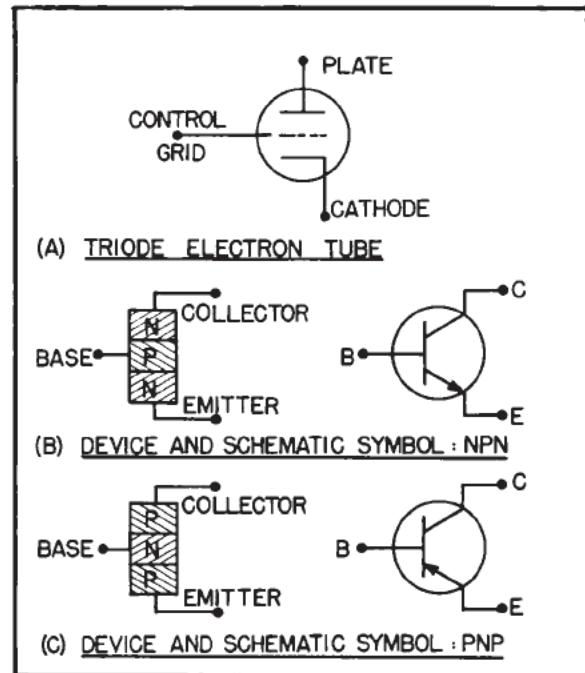 PLATE
CONTROL
GRID
CATHODE
(A) TRIODE ELECTRON TUBE
N
P
N
COLLECTOR
BASE
EMITTER
C
B
E
(B) DEVICE AND SCHEMATIC SYMBOL : NPN
P
N
P
COLLECTOR
BASE
EMITTER
C
B
E
(C) DEVICE AND SCHEMATIC SYMBOL : PNP